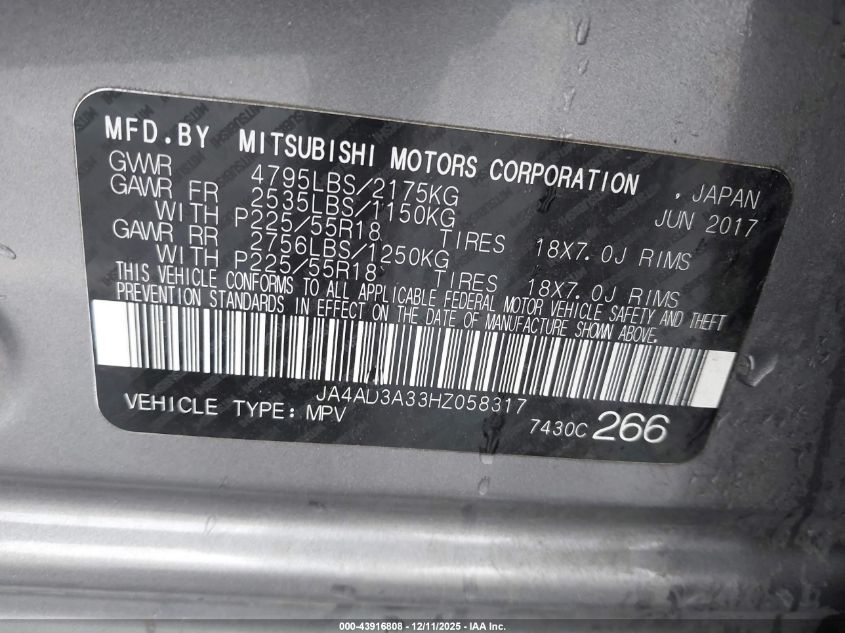 MFD.BY MITSUBISHI MOTORS CORPORATION , JAPAN
GVWR 4795LBS/2175KG JUN 2017
GAWR FR 2535LBS/1150KG
WITH P225/55R18 TIRES 18X7.0J RIMS
GAWR RR 2756LBS/1250KG
WITH P225/55R18 TIRES 18X7.0J RIMS
THIS VEHICLE CONFORMS TO ALL APPLICABLE FEDERAL MOTOR VEHICLE SAFETY AND THEFT
PREVENTION STANDARDS IN EFFECT ON THE DATE OF MANUFACTURE SHOWN ABOVE.
JA4AD3A33HZ058317
VEHICLE TYPE: MPV 7430C 266
000-43916808 - 12/11/2025 - IAA Inc.